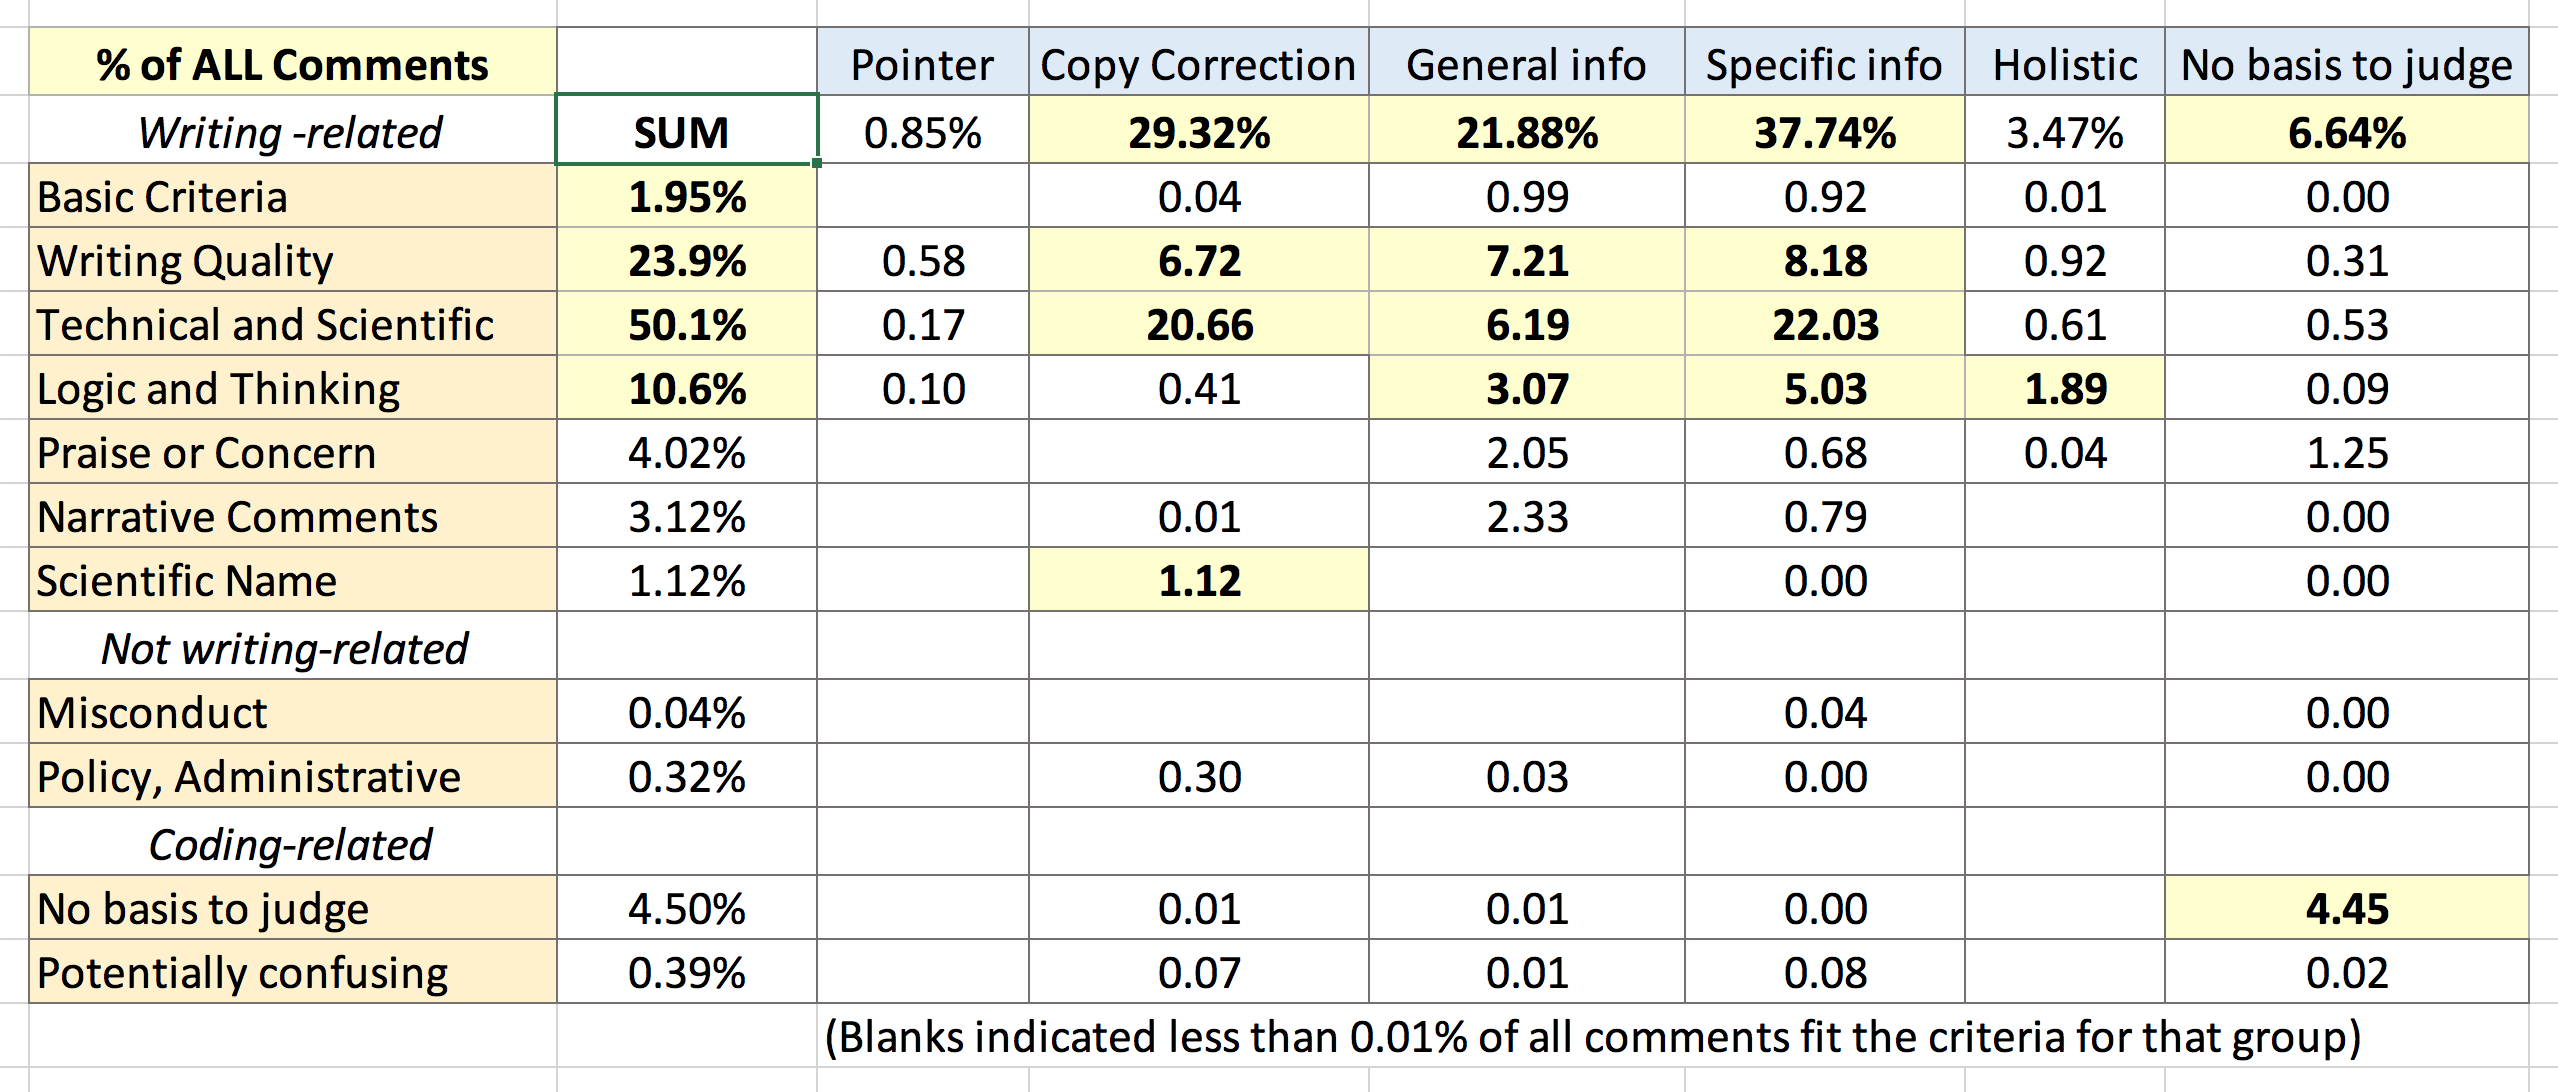 % of ALL Comments Pointer Copy Correction General info Specific info Holistic No basis to judge
Writing -related SUM 0.85% 29.32% 21.88% 37.74% 3.47% 6.64%
Basic Criteria 1.95% 0.04 0.99 0.92 0.01 0.00
Writing Quality 23.9% 0.58 6.72 7.21 8.18 0.92 0.31
Technical and Scientific 50.1% 0.17 20.66 6.19 22.03 0.61 0.53
Logic and Thinking 10.6% 0.10 0.41 3.07 5.03 1.89 0.09
Praise or Concern 4.02% 2.05 0.68 0.04 1.25
Narrative Comments 3.12% 0.01 2.33 0.79 0.00
Scientific Name 1.12% 1.12 0.00 0.00
Not writing-related
Misconduct 0.04% 0.04 0.00
Policy, Administrative 0.32% 0.30 0.03 0.00 0.00
Coding-related
No basis to judge 4.50% 0.01 0.01 0.00 4.45
Potentially confusing 0.39% 0.07 0.01 0.08 0.02
(Blanks indicated less than 0.01% of all comments fit the criteria for that group)